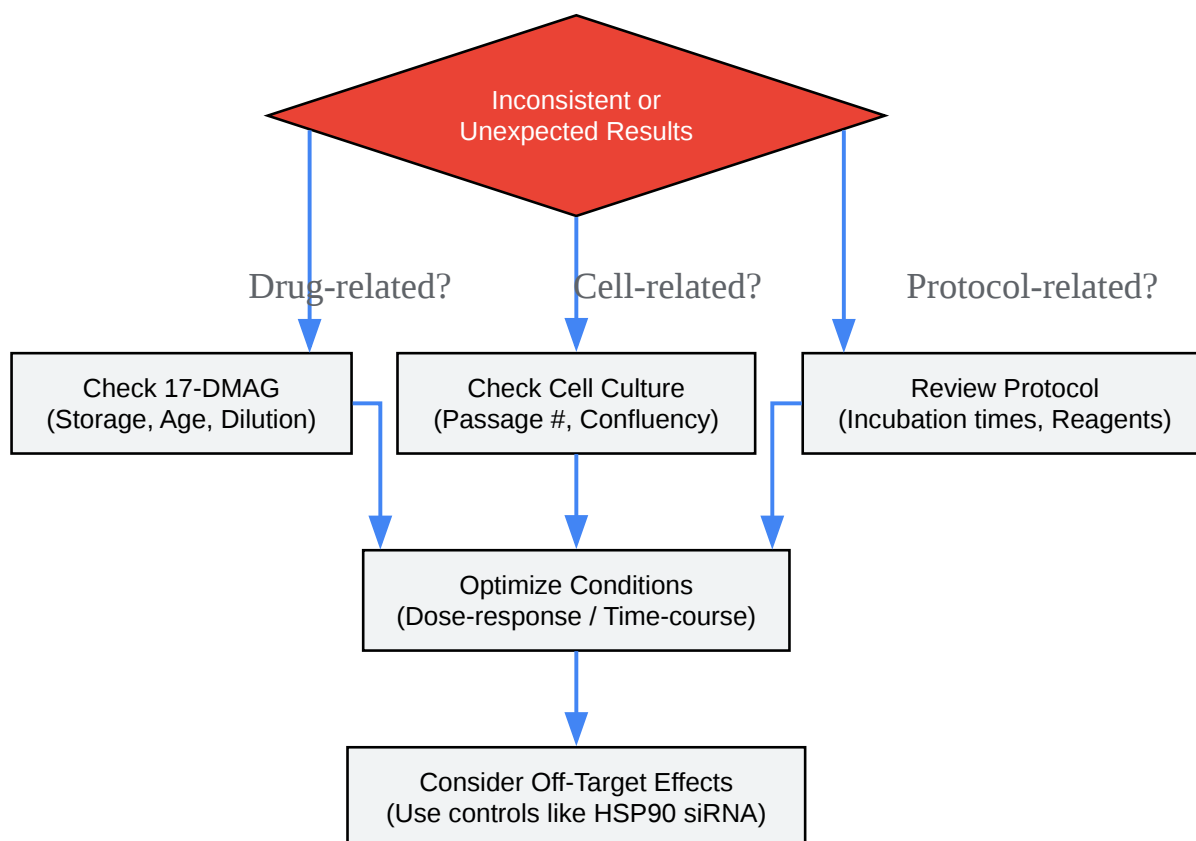 Inconsistent or
Unexpected Results
Drug-related?
Cell-related?
Protocol-related?
Check 17-DMAG
(Storage, Age, Dilution)
Check Cell Culture
(Passage #, Confluency)
Review Protocol
(Incubation times, Reagents)
Optimize Conditions
(Dose-response / Time-course)
Consider Off-Target Effects
(Use controls like HSP90 siRNA)